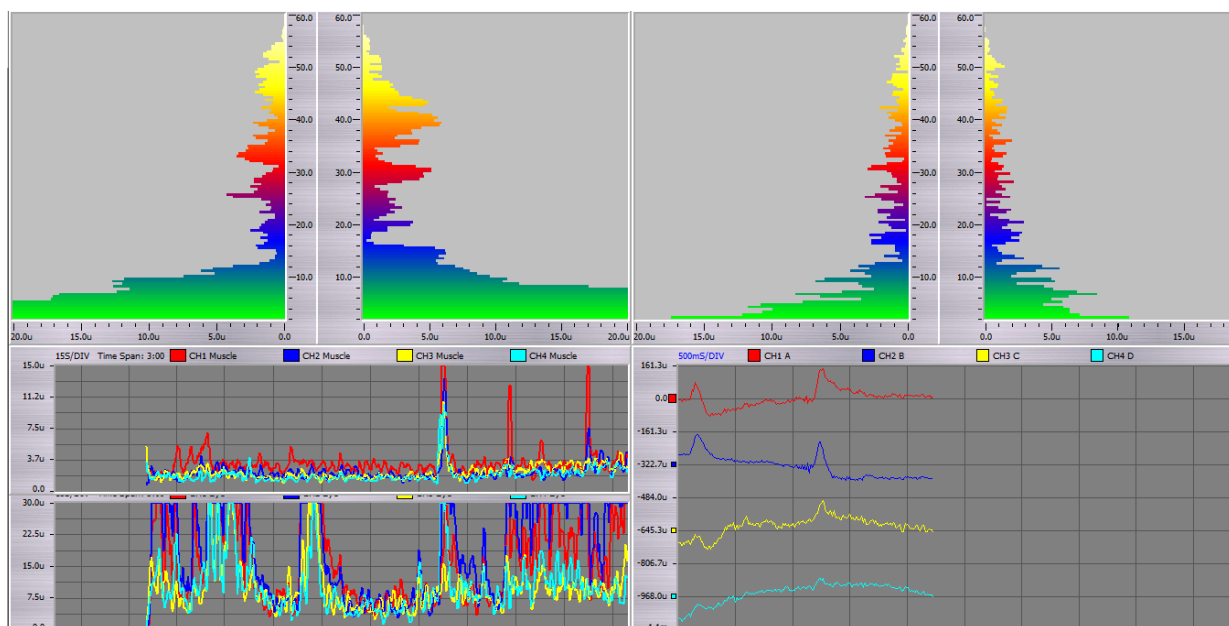 60.0 60.0 60.0 60.0
50.0 50.0 50.0 50.0
40.0 40.0 40.0 40.0
30.0 30.0 30.0 30.0
20.0 20.0 20.0 20.0
10.0 10.0 10.0 10.0
20.0u 15.0u 10.0u 5.0u 0.0 0.0 5.0u 10.0u 15.0u 20.0u 20.0u 15.0u 10.0u 5.0u 0.0 0.0 5.0u 10.0u 15.0u
15S/DIV Time Span: 3:00 CH1 Muscle CH2 Muscle CH3 Muscle CH4 Muscle
15.0u
11.2u
7.5u
3.7u
0.0
30.0u
22.5u
15.0u
7.5u
0.0
500mS/DIV CH1 A CH2 B CH3 C CH4 D
161.3u
0.0
-161.3u
-322.7u
-484.0u
-645.3u
-806.7u
-968.0u